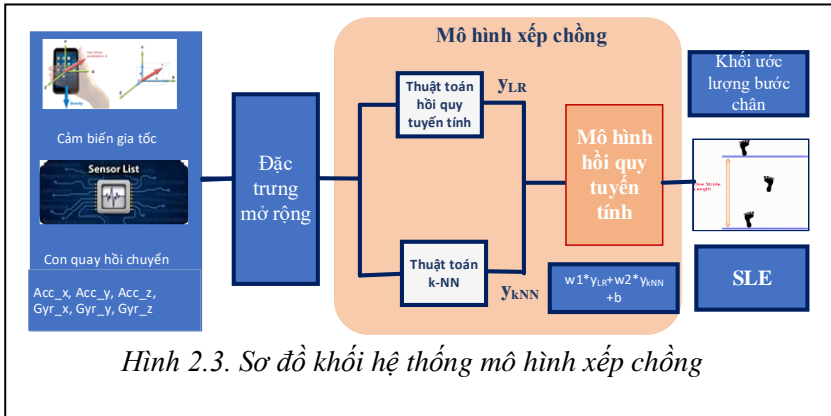 Mô hình xếp chồng
Cảm biến gia tốc
Sensor List
Con quay hồi chuyển
Acc_x, Acc_y, Acc_z,
Gyr_x, Gyr_y, Gyr_z
Đặc
trưng
mở rộng
Thuật toán
hồi quy
tuyến tính
yLR
Thuật toán
k-NN
ykNN
Mô hình
hồi quy
tuyến
tính
w1*yLR+w2*ykNN
+b
Khối ước
lượng bước
chân
One Stride
Length
SLE
Hình 2.3. Sơ đồ khối hệ thống mô hình xếp chồng